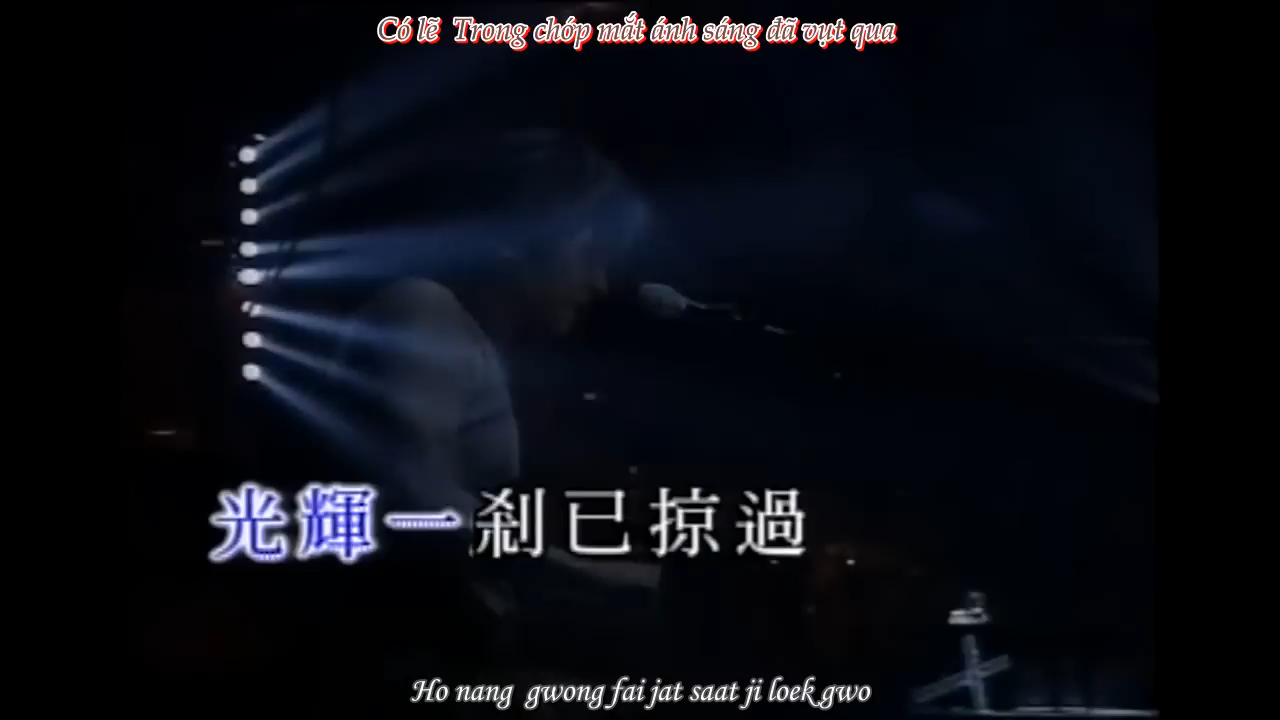 Có lẽ Trong chóp mắt ánh sáng đã vụt qua
光輝一剎已掠過
Ho nang gwong fai jat saat ji loek gwo